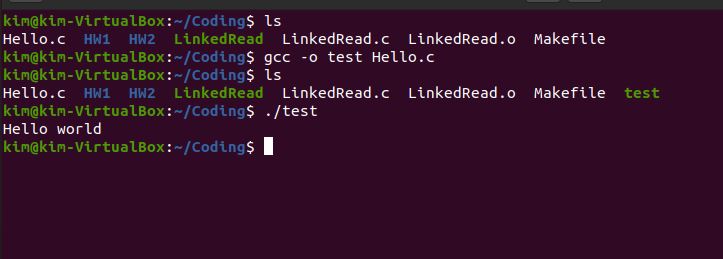 kim@kim-VirtualBox:~/Coding$ ls
Hello.c  HW1  HW2  LinkedRead  LinkedRead.c  LinkedRead.o  Makefile
kim@kim-VirtualBox:~/Coding$ gcc -o test Hello.c
kim@kim-VirtualBox:~/Coding$ ls
Hello.c  HW1  HW2  LinkedRead  LinkedRead.c  LinkedRead.o  Makefile  test
kim@kim-VirtualBox:~/Coding$ ./test
Hello world
kim@kim-VirtualBox:~/Coding$